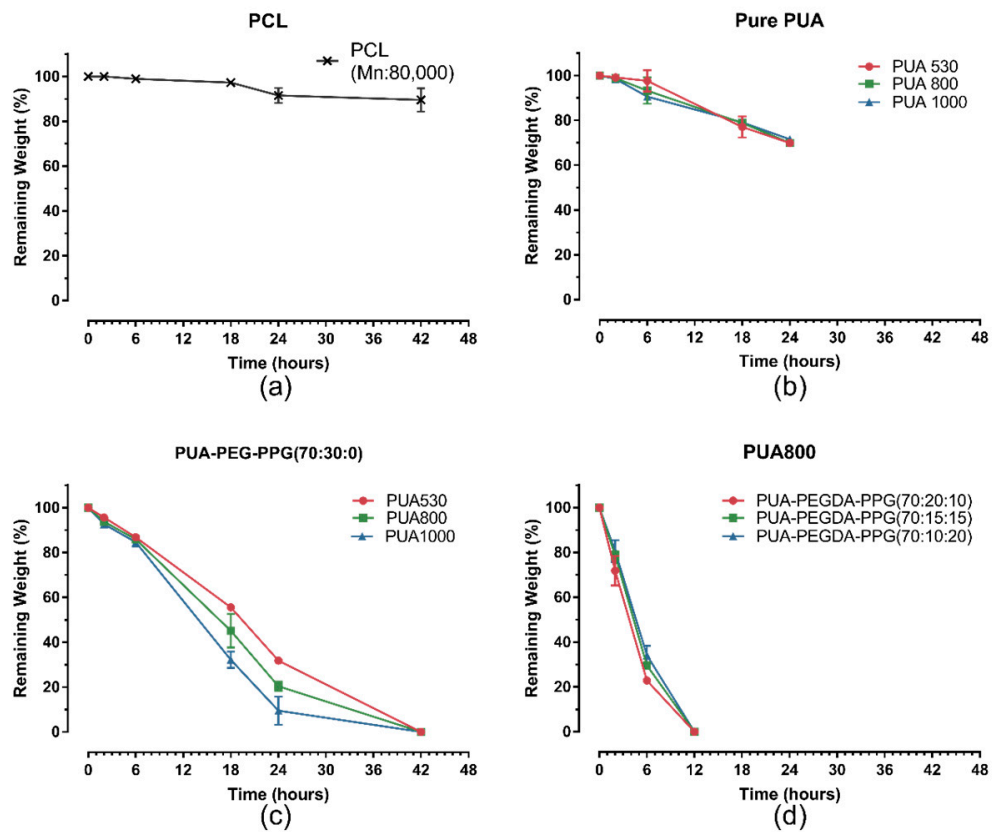 PCL
PCL
(Mn:80,000)
100
80
60
40
20
0
Remaining Weight (%)
0 6 12 18 24 30 36 42 48
Time (hours)
(a)
Pure PUA
PUA 530
PUA 800
PUA 1000
100
80
60
40
20
0
Remaining Weight (%)
0 6 12 18 24 30 36 42 48
Time (hours)
(b)
PUA-PEG-PPG(70:30:0)
PUA530
PUA800
PUA1000
100
80
60
40
20
0
Remaining Weight (%)
0 6 12 18 24 30 36 42 48
Time (hours)
(c)
PUA800
PUA-PEGDA-PPG(70:20:10)
PUA-PEGDA-PPG(70:15:15)
PUA-PEGDA-PPG(70:10:20)
100
80
60
40
20
0
Remaining Weight (%)
0 6 12 18 24 30 36 42 48
Time (hours)
(d)